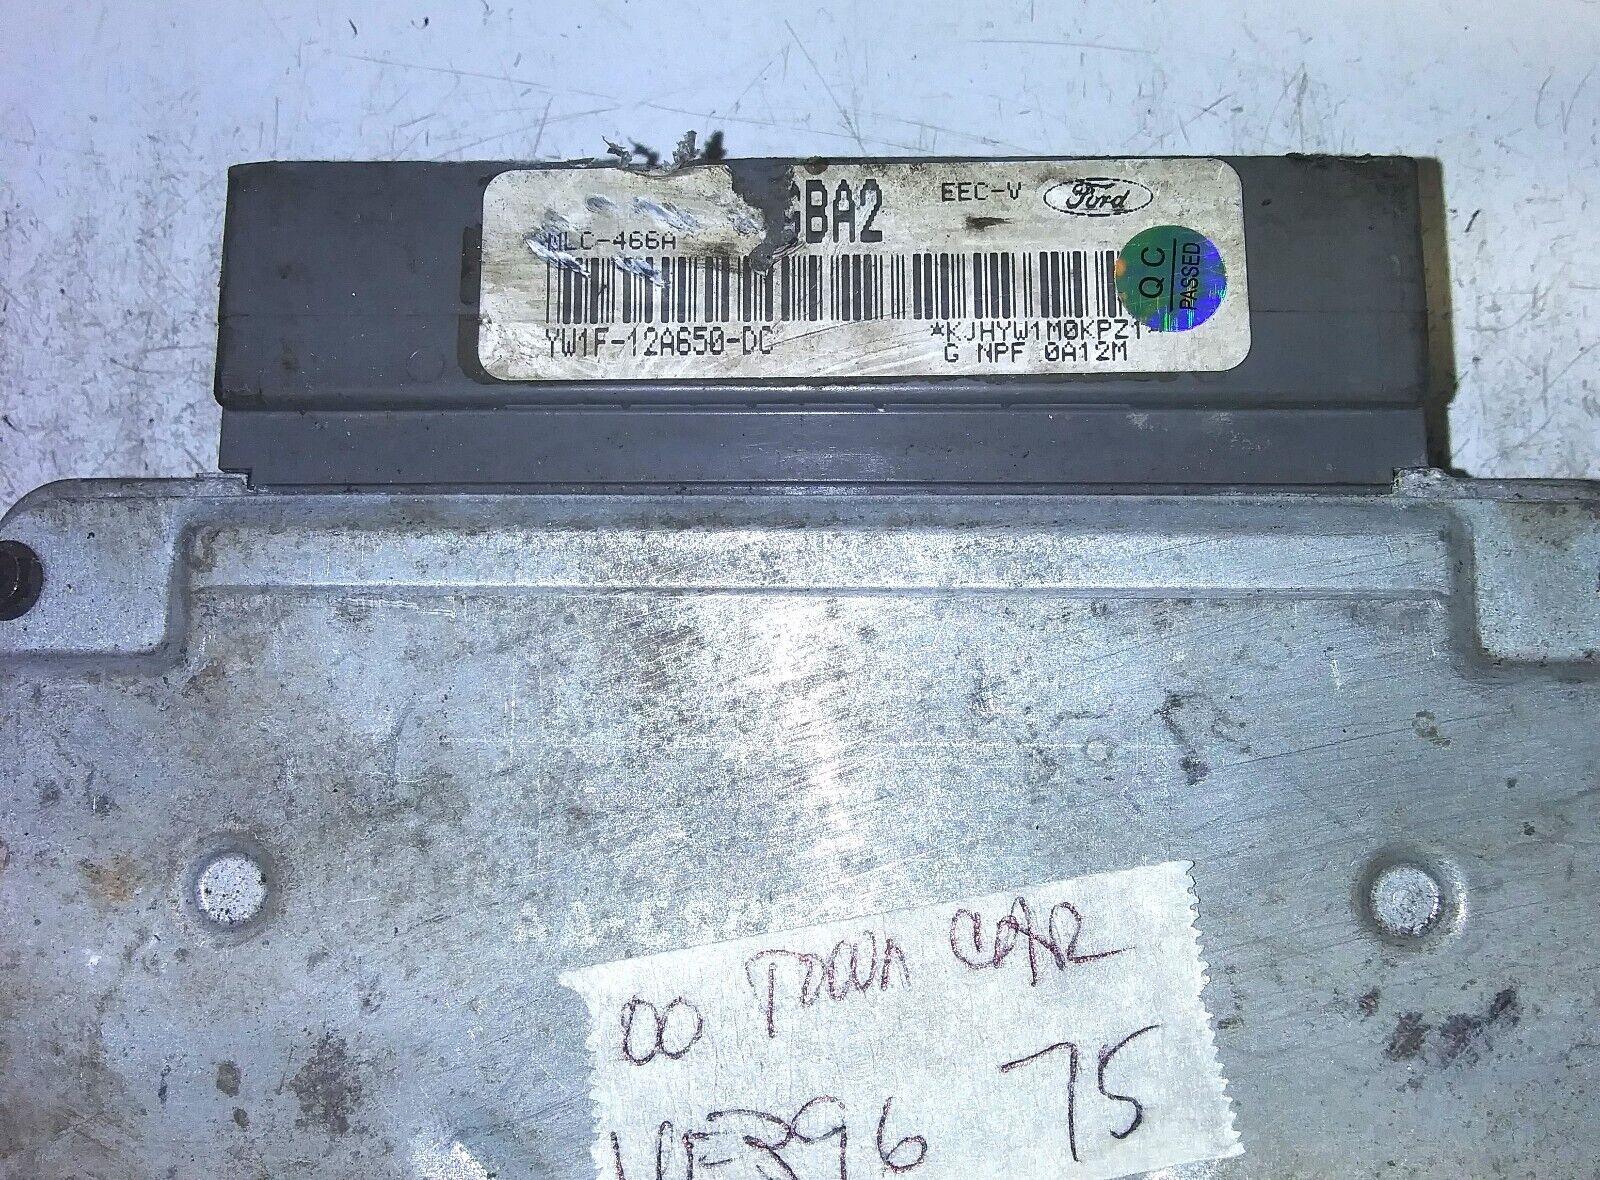 GBA2 EEC-V Ford
MLC-466A
QC PASSED
YW1F-12A650-DC *KJHYW1M0KPZ1*
G NPF 0A12M
00 TOWN CAR
75